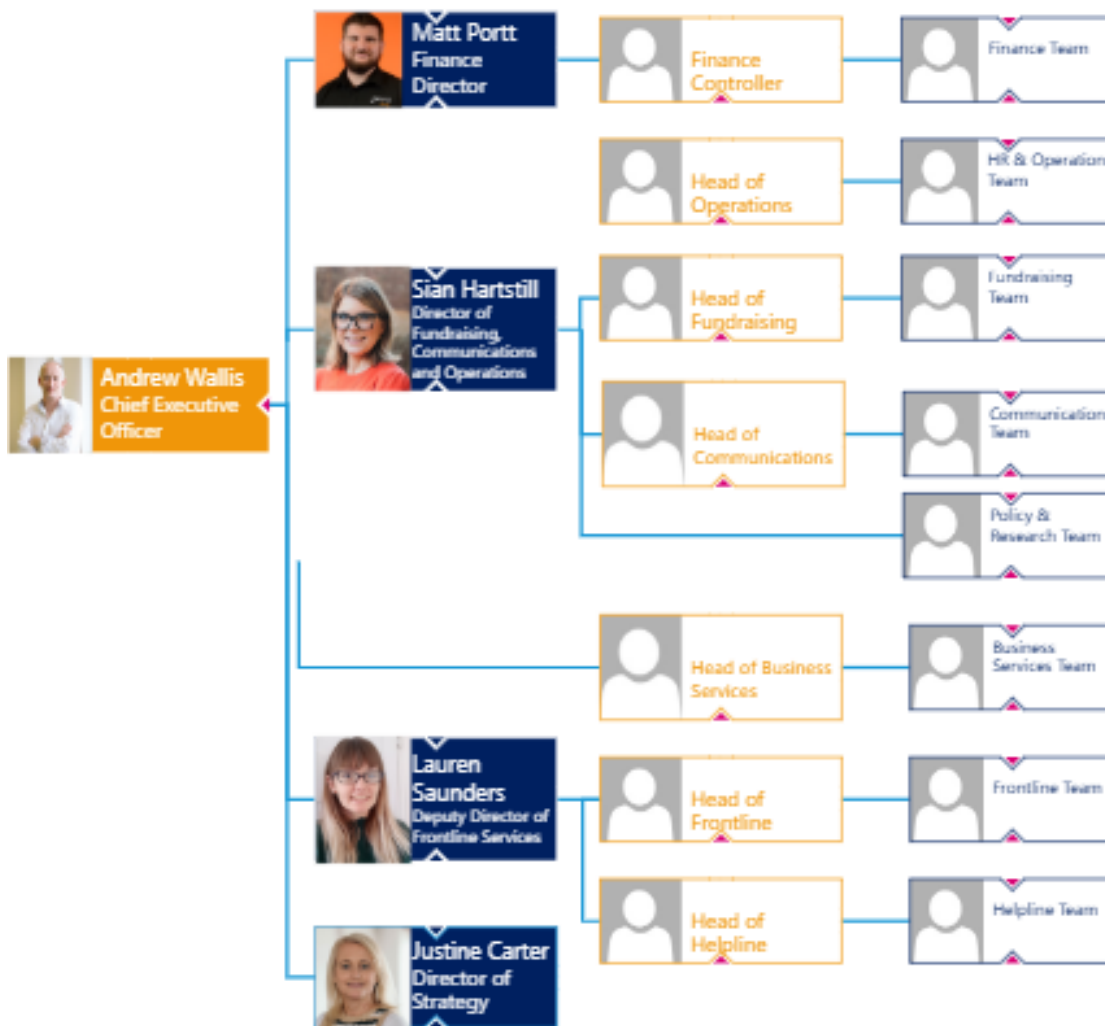 Matt Portt
Finance
Director
Finance
Controller
Finance Team
Head of
Operations
HR & Operation
Team
Sian Hartstill
Director of
Fundraising,
Communications
and Operations
Head of
Fundraising
Fundraising
Team
Andrew Wallis
Chief Executive
Officer
Head of
Communications
Communication
Team
Policy &
Research Team
Head of Business
Services
Business
Services Team
Lauren
Saunders
Deputy Director of
Frontline Services
Head of
Frontline
Frontline Team
Head of
Helpline
Helpline Team
Justine Carter
Director of
Strategy